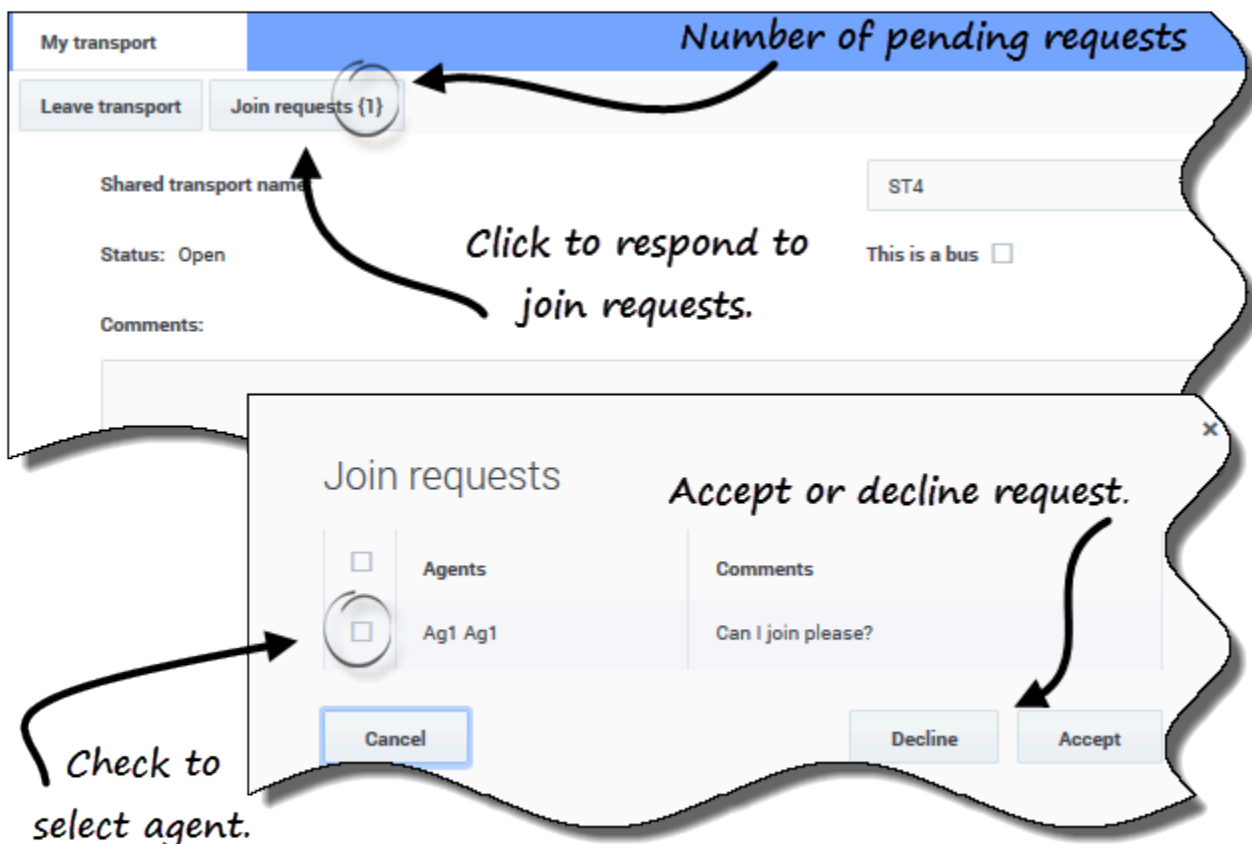 My transport
Number of pending requests
Leave transport
Join requests {1}
Shared transport name
ST4
Click to respond to
join requests.
Status: Open
This is a bus
Comments:
×
Join requests
Accept or decline request.
Agents
Comments
Ag1 Ag1
Can I join please?
Cancel
Decline
Accept
Check to
select agent.